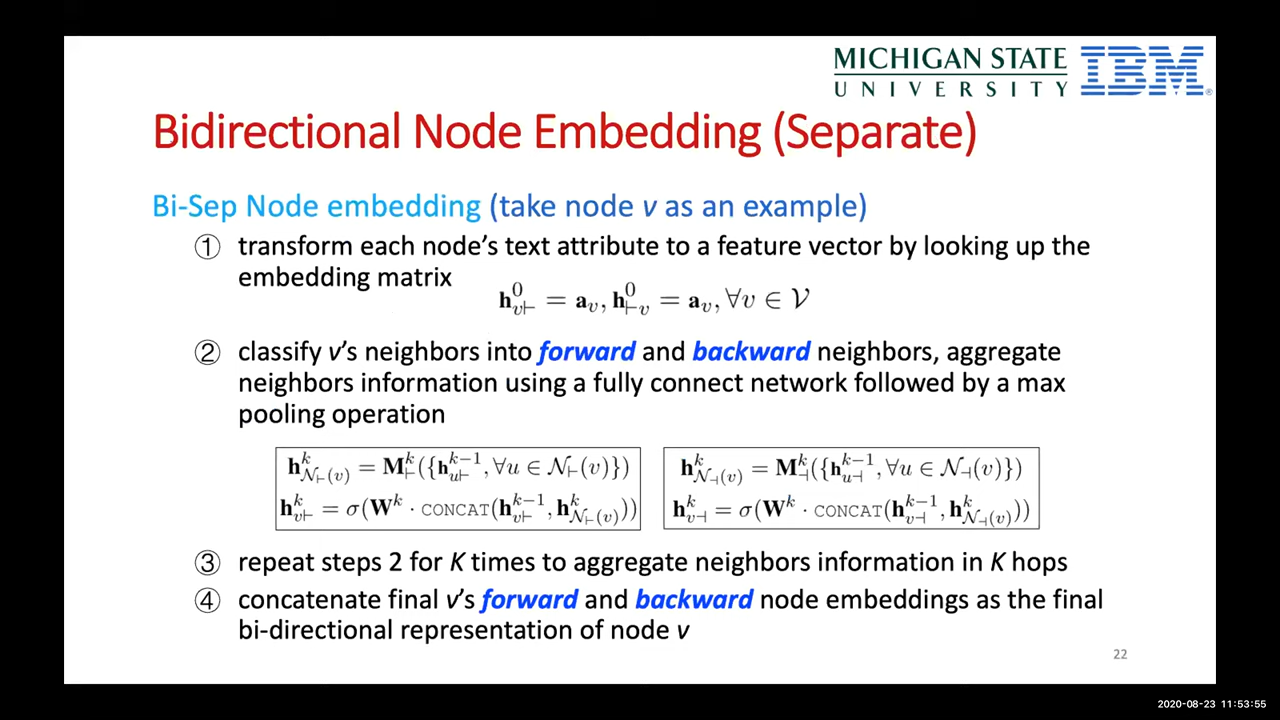 MICHIGAN STATE
UNIVERSITY
IBM®
Bidirectional Node Embedding (Separate)
Bi-Sep Node embedding (take node v as an example)
① transform each node's text attribute to a feature vector by looking up the
embedding matrix
h⁰_{v⊢} = a_v, h⁰_{⊢v} = a_v, ∀v ∈ 𝒱
② classify v's neighbors into forward and backward neighbors, aggregate
neighbors information using a fully connect network followed by a max
pooling operation
h^k_{𝒩⊢(v)} = M^k_⊢({h^{k-1}_{u⊢}, ∀u ∈ 𝒩⊢(v)})
h^k_{v⊢} = σ(W^k · CONCAT(h^{k-1}_{v⊢}, h^k_{𝒩⊢(v)}))
h^k_{𝒩⊣(v)} = M^k_⊣({h^{k-1}_{u⊣}, ∀u ∈ 𝒩⊣(v)})
h^k_{v⊣} = σ(W^k · CONCAT(h^{k-1}_{v⊣}, h^k_{𝒩⊣(v)}))
③ repeat steps 2 for K times to aggregate neighbors information in K hops
④ concatenate final v's forward and backward node embeddings as the final
bi-directional representation of node v
22
2020-08-23 11:53:55